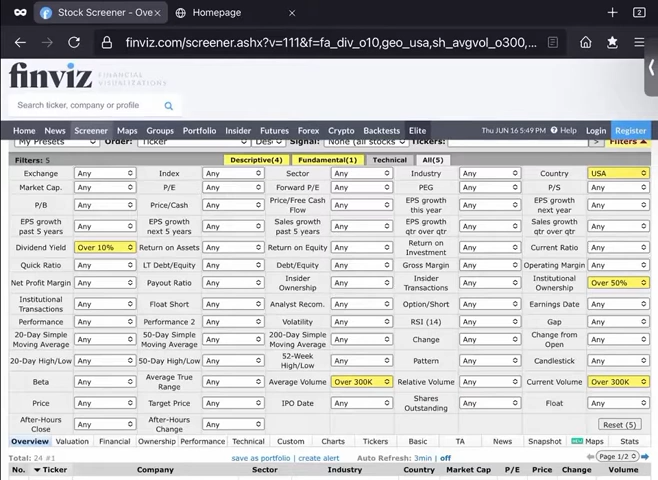 Stock Screener - Ove
Homepage
2
finviz.com/screener.ashx?v=111&f=fa_div_o10,geo_usa,sh_avgvol_o300,...
finviz FINANCIAL VISUALIZATIONS
Search ticker, company or profile
Home News Screener Maps Groups Portfolio Insider Futures Forex Crypto Backtests Elite Thu JUN 16 5:49 PM Help Login Register
My Presets Order: Ticker Signal: None (all stocks Tickers: > Filters
Filters: 5 Descriptive(4) Fundamental(1) Technical All(5)
Exchange Any Index Any Sector Any Industry Any Country USA
Market Cap. Any P/E Any Forward P/E Any PEG Any P/S Any
P/B Any Price/Cash Any Price/Free Cash Flow Any EPS growth this year Any EPS growth next year Any
EPS growth past 5 years Any EPS growth next 5 years Any Sales growth past 5 years Any EPS growth qtr over qtr Any Sales growth qtr over qtr Any
Dividend Yield Over 10% Return on Assets Any Return on Equity Any Return on Investment Any Current Ratio Any
Quick Ratio Any LT Debt/Equity Any Debt/Equity Any Gross Margin Any Operating Margin Any
Net Profit Margin Any Payout Ratio Any Insider Ownership Any Insider Transactions Any Institutional Ownership Over 50%
Institutional Transactions Any Float Short Any Analyst Recom. Any Option/Short Any Earnings Date Any
Performance Any Performance 2 Any Volatility Any RSI (14) Any Gap Any
20-Day Simple Moving Average Any 50-Day Simple Moving Average Any 200-Day Simple Moving Average Any Change Any Change from Open Any
20-Day High/Low Any 50-Day High/Low Any 52-Week High/Low Any Pattern Any Candlestick Any
Beta Any Average True Range Any Average Volume Over 300K Relative Volume Any Current Volume Over 300K
Price Any Target Price Any IPO Date Any Shares Outstanding Any Float Any
After-Hours Close Any After-Hours Change Any Reset (5)
Overview Valuation Financial Ownership Performance Technical Custom Charts Tickers Basic TA News Snapshot Maps Stats
Total: 24 #1 save as portfolio | create alert Auto Refresh: 3min | off Page 1/2
No. Ticker Company Sector Industry Country Market Cap P/E Price Change Volume